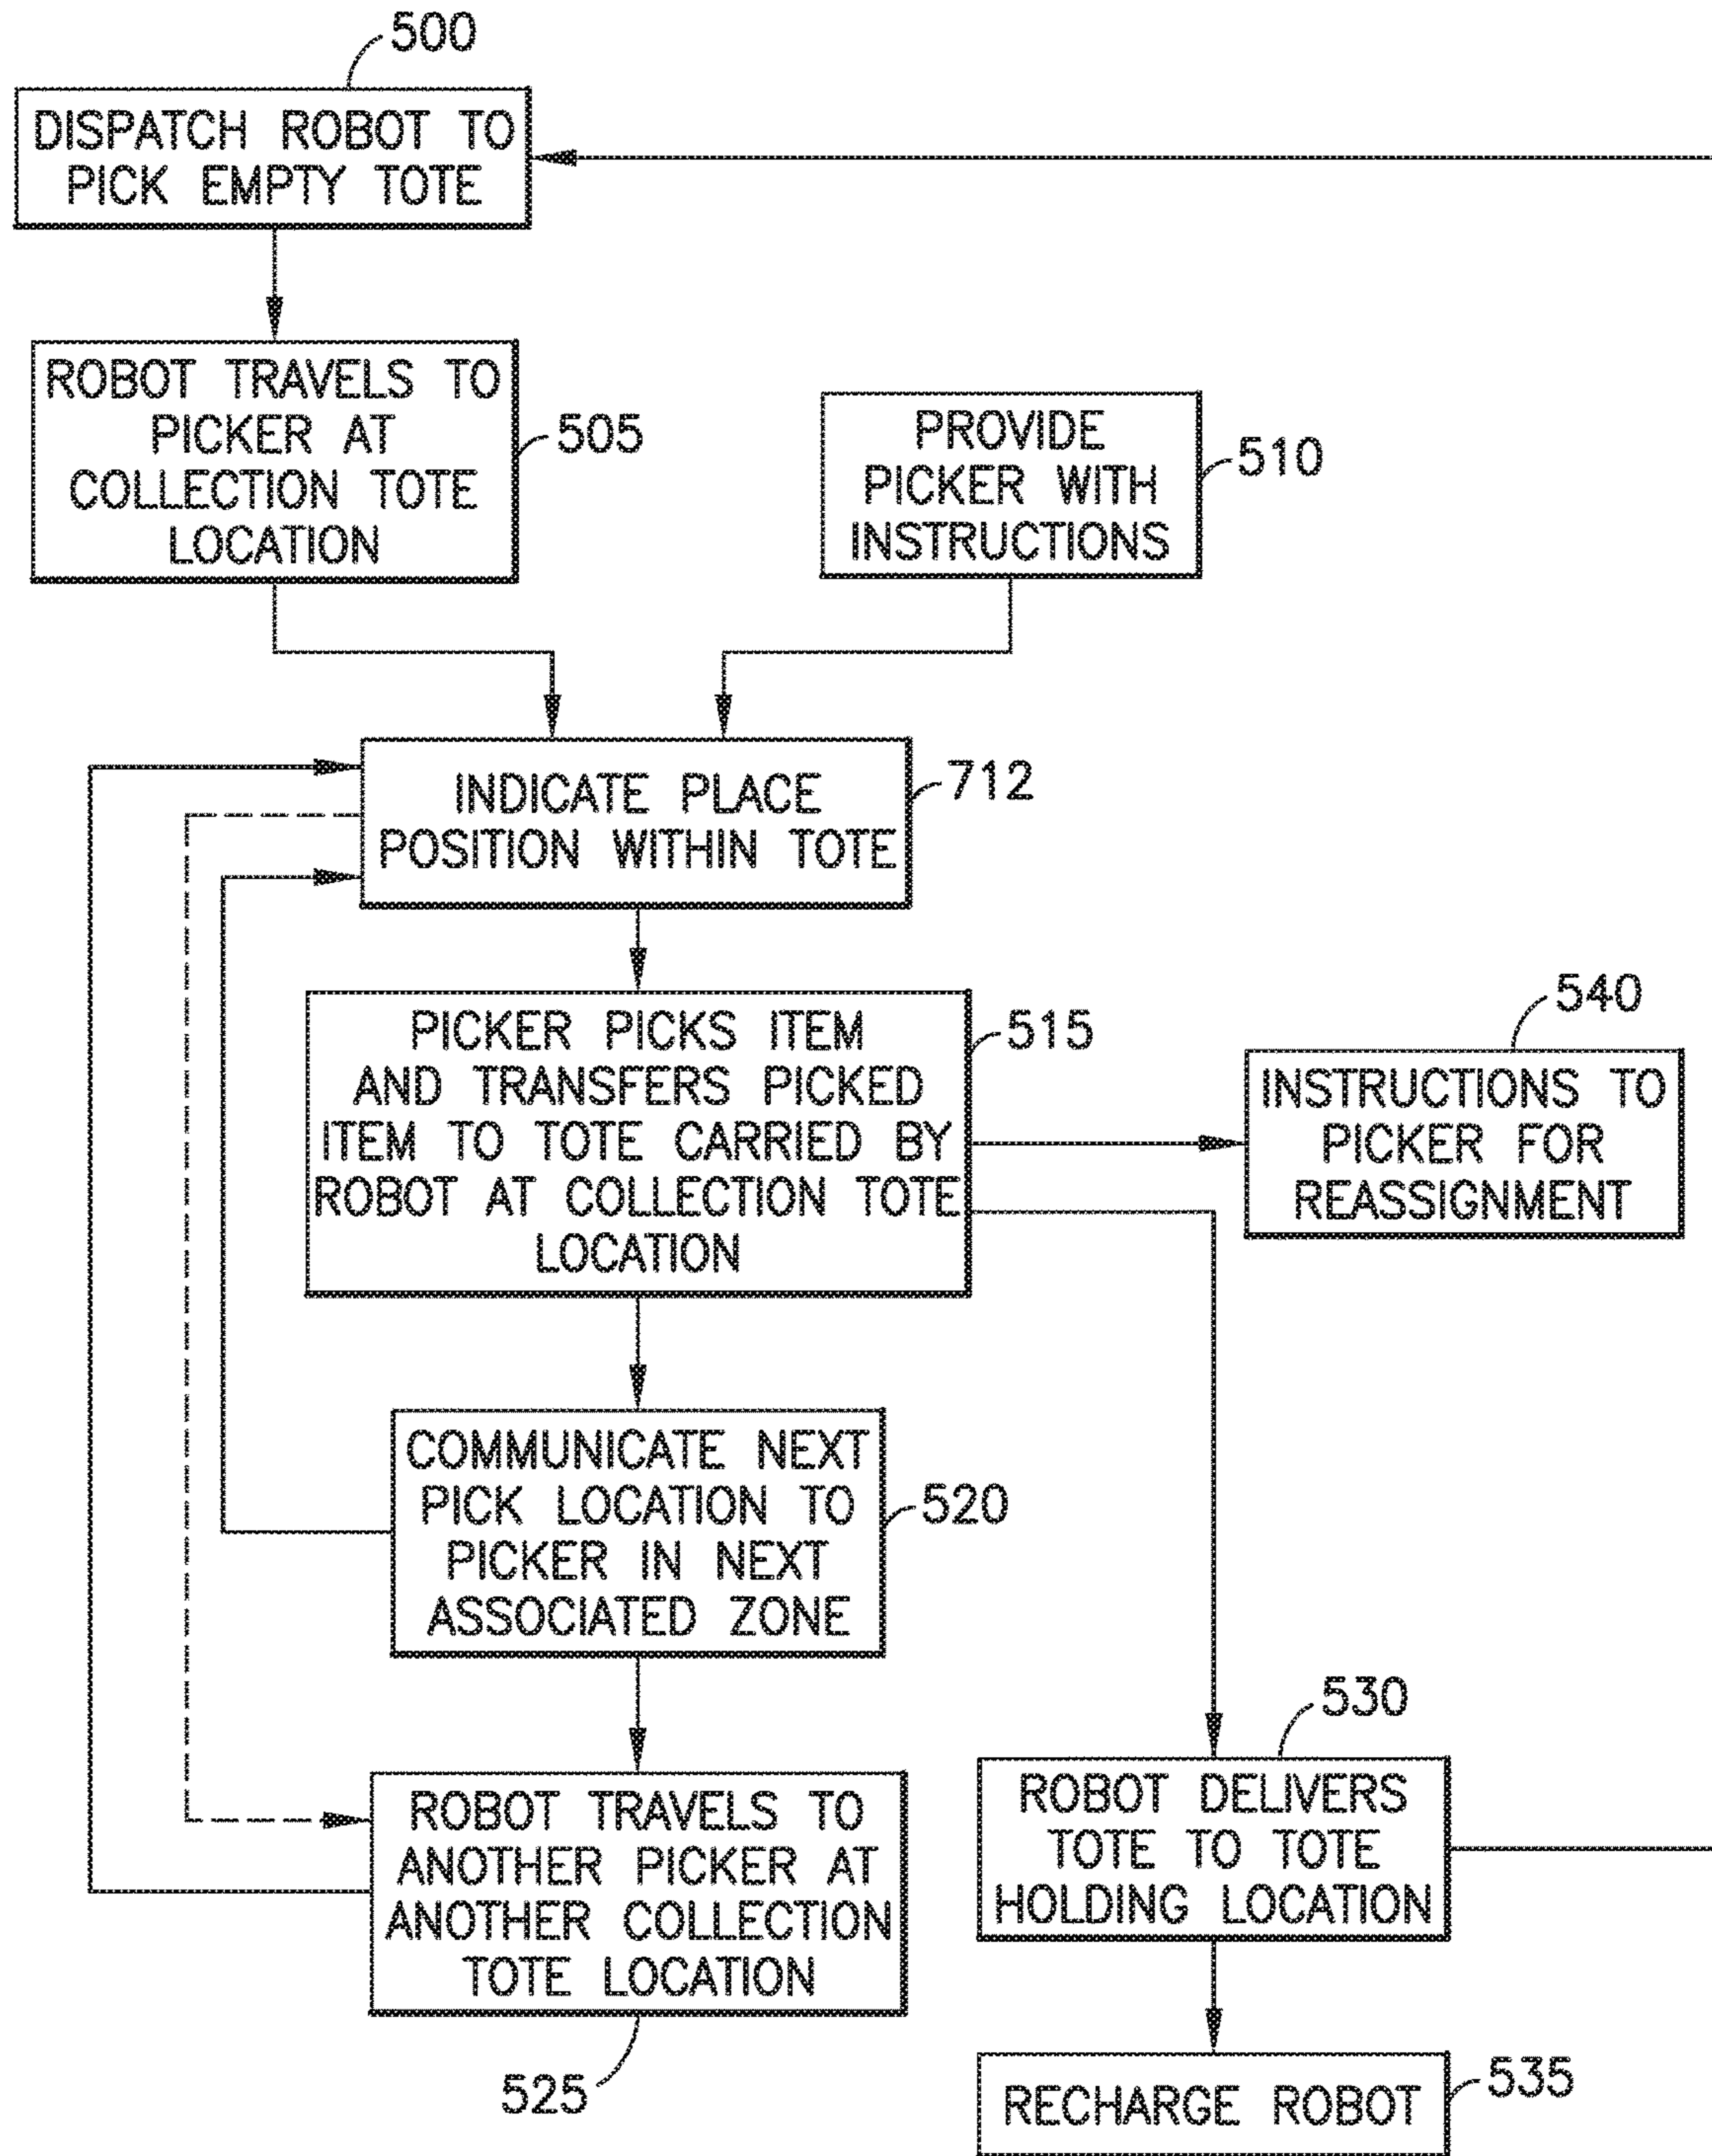 500
DISPATCH ROBOT TO
PICK EMPTY TOTE
ROBOT TRAVELS TO
PICKER AT
COLLECTION TOTE
LOCATION
505
PROVIDE
PICKER WITH
INSTRUCTIONS
510
INDICATE PLACE
POSITION WITHIN TOTE
712
PICKER PICKS ITEM
AND TRANSFERS PICKED
ITEM TO TOTE CARRIED BY
ROBOT AT COLLECTION TOTE
LOCATION
515
540
INSTRUCTIONS TO
PICKER FOR
REASSIGNMENT
COMMUNICATE NEXT
PICK LOCATION TO
PICKER IN NEXT
ASSOCIATED ZONE
520
530
ROBOT DELIVERS
TOTE TO TOTE
HOLDING LOCATION
ROBOT TRAVELS TO
ANOTHER PICKER AT
ANOTHER COLLECTION
TOTE LOCATION
525
RECHARGE ROBOT
535